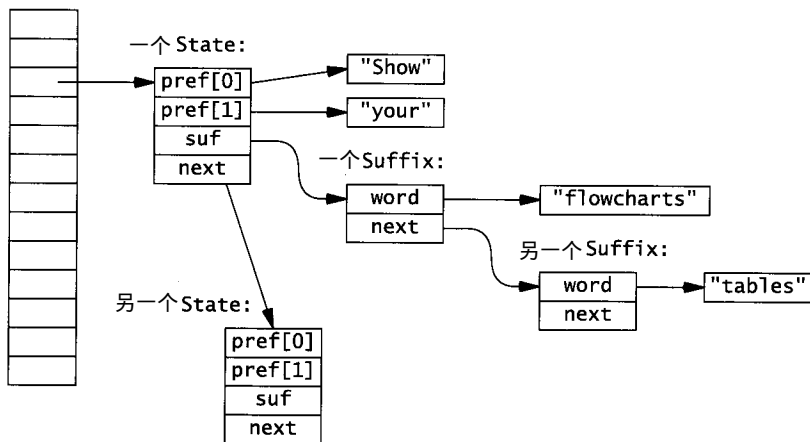 一个State:
pref[0]
pref[1]
suf
next
"Show"
"your"
一个Suffix:
word
next
"flowcharts"
另一个Suffix:
word
next
"tables"
另一个State:
pref[0]
pref[1]
suf
next